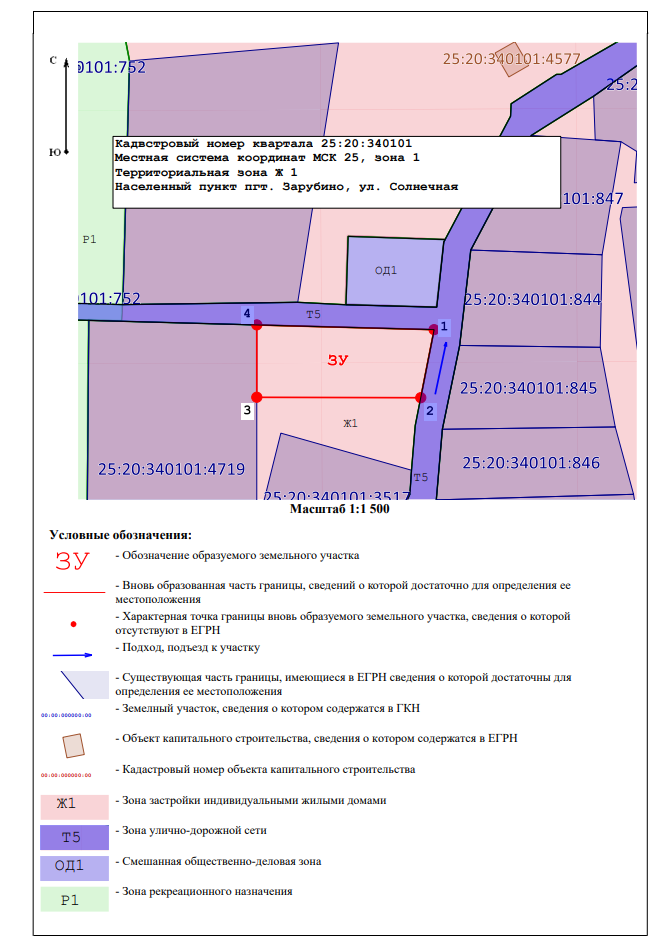 С
0101:752
25:20:340101:4577
25:2
Ю
Кадвстровый номер квартала 25:20:340101
Местная система координат МСК 25, зона 1
Территориальная зона Ж 1
Населенный пункт пгт. Зарубино, ул. Солнечная
101:847
Р1
ОД1
0101:752
25:20:340101:844
4
Т5
1
ЗУ
25:20:340101:845
3
2
Ж1
25:20:340101:4719
25:20:340101:846
Т5
25:20:340101:3517
Масштаб 1:1 500
Условные обозначения:
ЗУ - Обозначение образуемого земельного участка
- Вновь образованная часть границы, сведений о которой достаточно для определения ее
местоположения
- Характерная точка границы вновь образуемого земельного участка, сведения о которой
отсутствуют в ЕГРН
- Подход, подъезд к участку
- Существующая часть границы, имеющиеся в ЕГРН сведения о которой достаточны для
определения ее местоположения
00:00:000000:00 - Земелный участок, сведения о котором содержатся в ГКН
- Объект капитального строительства, сведения о котором содержатся в ЕГРН
00:00:000000:00 - Кадастровый номер объекта капитального строительства
Ж1 - Зона застройки индивидуальными жилыми домами
Т5 - Зона улично-дорожной сети
ОД1 - Смешанная общественно-деловая зона
Р1 - Зона рекреационного назначения